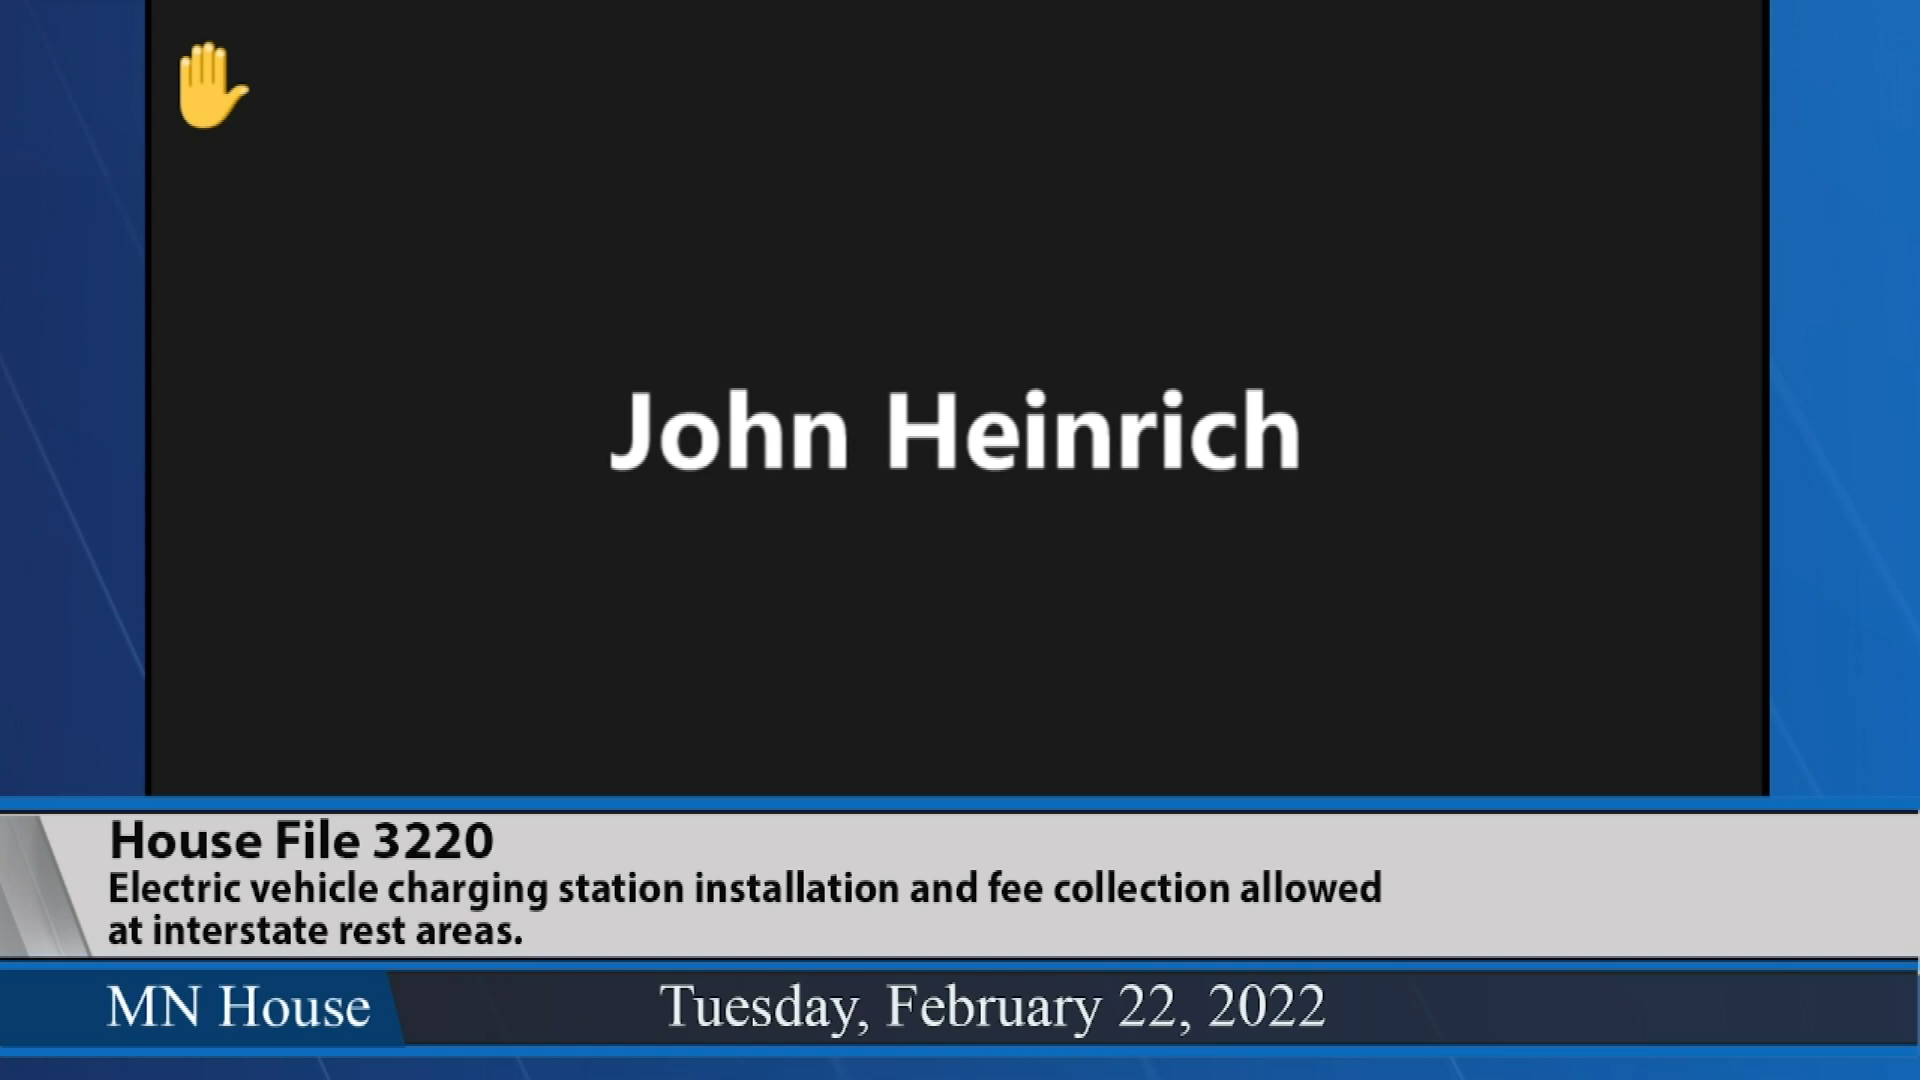 John Heinrich
House File 3220
Electric vehicle charging station installation and fee collection allowed
at interstate rest areas.
MN House
Tuesday, February 22, 2022